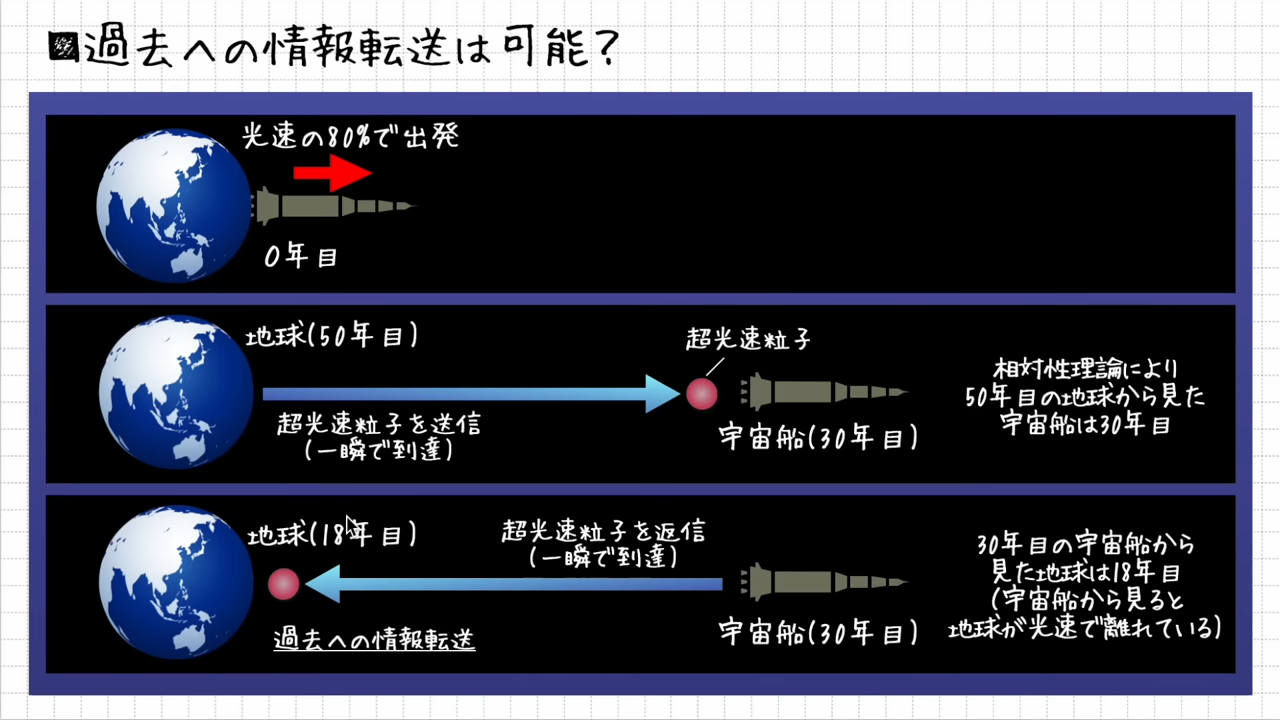 ■過去への情報転送は可能？
光速の80%で出発
0年目
地球(50年目)
超光速粒子
超光速粒子を送信
(一瞬で到達)
宇宙船(30年目)
相対性理論により
50年目の地球から見た
宇宙船は30年目
地球(18年目)
超光速粒子を返信
(一瞬で到達)
過去への情報転送
宇宙船(30年目)
30年目の宇宙船から
見た地球は18年目
(宇宙船から見ると
地球が光速で離れている)